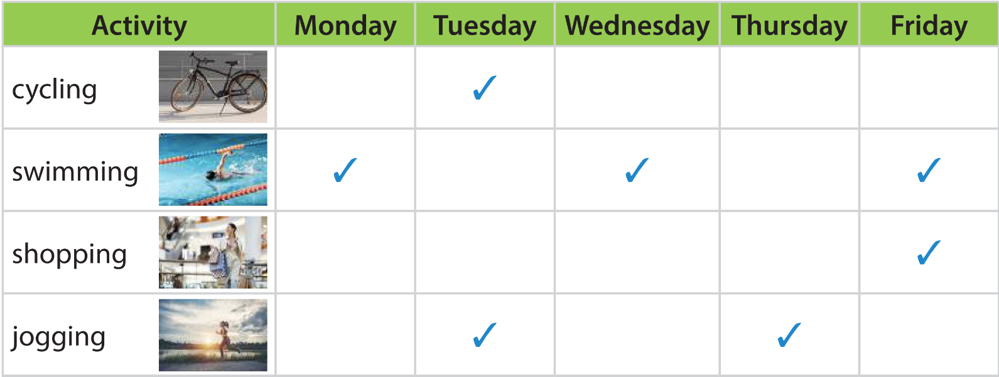 Activity Monday Tuesday Wednesday Thursday Friday
cycling ✓
swimming ✓ ✓ ✓
shopping ✓
jogging ✓ ✓